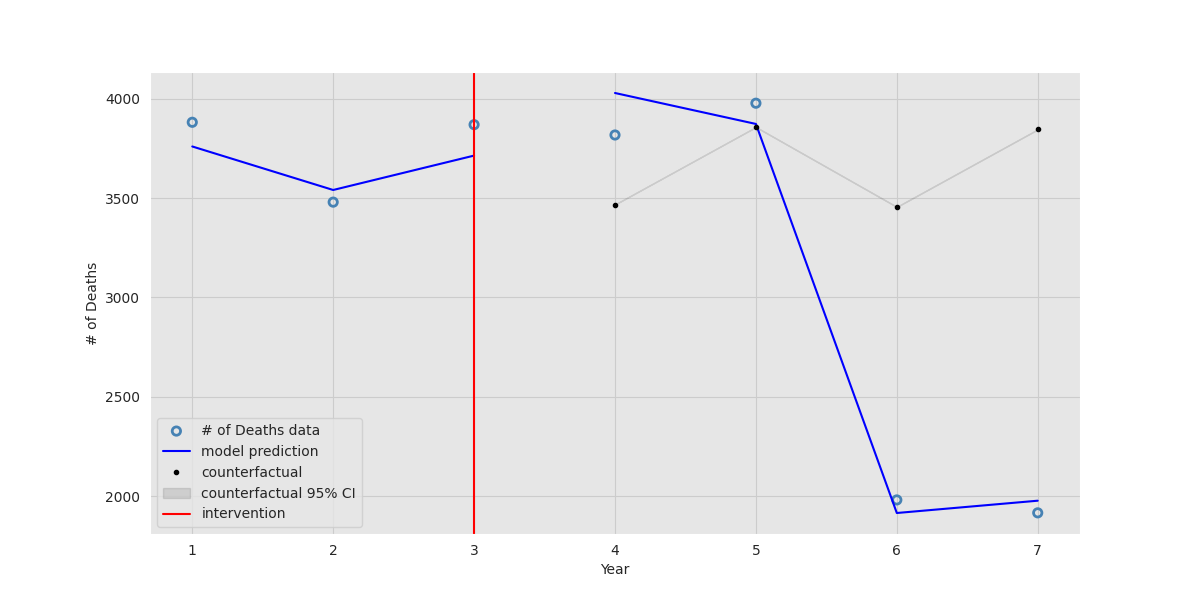 4000
3500
3000
2500
2000
# of Deaths
# of Deaths data
model prediction
counterfactual
counterfactual 95% CI
intervention
1 2 3 4 5 6 7
Year